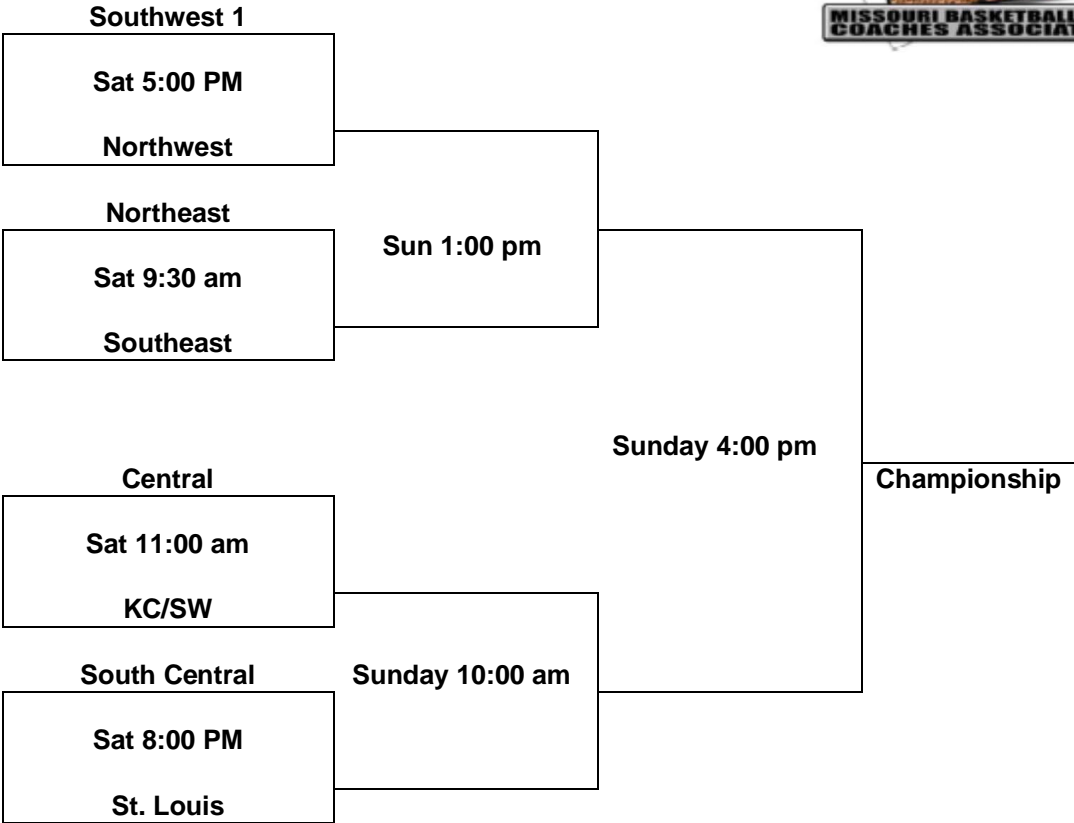 Southwest 1
MISSOURI BASKETBALL
COACHES
Sat 5:00 PM
Northwest
Northeast
Sun 1:00 pm
Sat 9:30 am
Southeast
Sunday 4:00 pm
Central
Championship
Sat 11:00 am
KC/SW
South Central
Sunday 10:00 am
Sat 8:00 PM
St. Louis